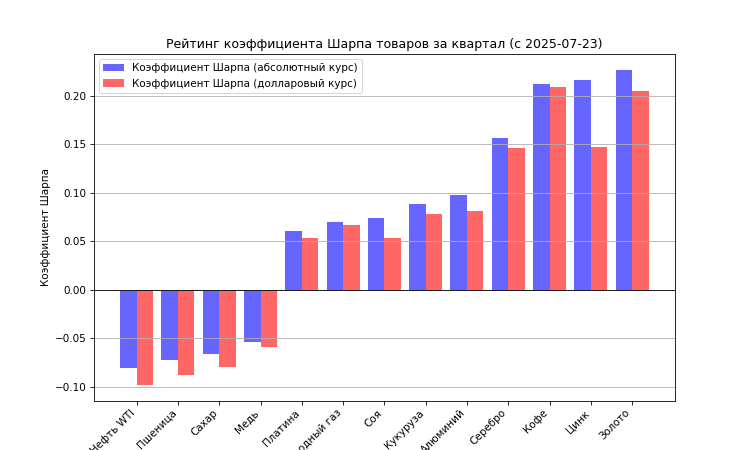 Рейтинг коэффициента Шарпа товаров за квартал (с 2025-07-23)
Коэффициент Шарпа (абсолютный курс)
Коэффициент Шарпа (долларовый курс)
Коэффициент Шарпа
0.20
0.15
0.10
0.05
0.00
−0.05
−0.10
Нефть WTI
Пшеница
Сахар
Медь
Платина
газ
Соя
Кукуруза
Алюминий
Серебро
Кофе
Цинк
Золото